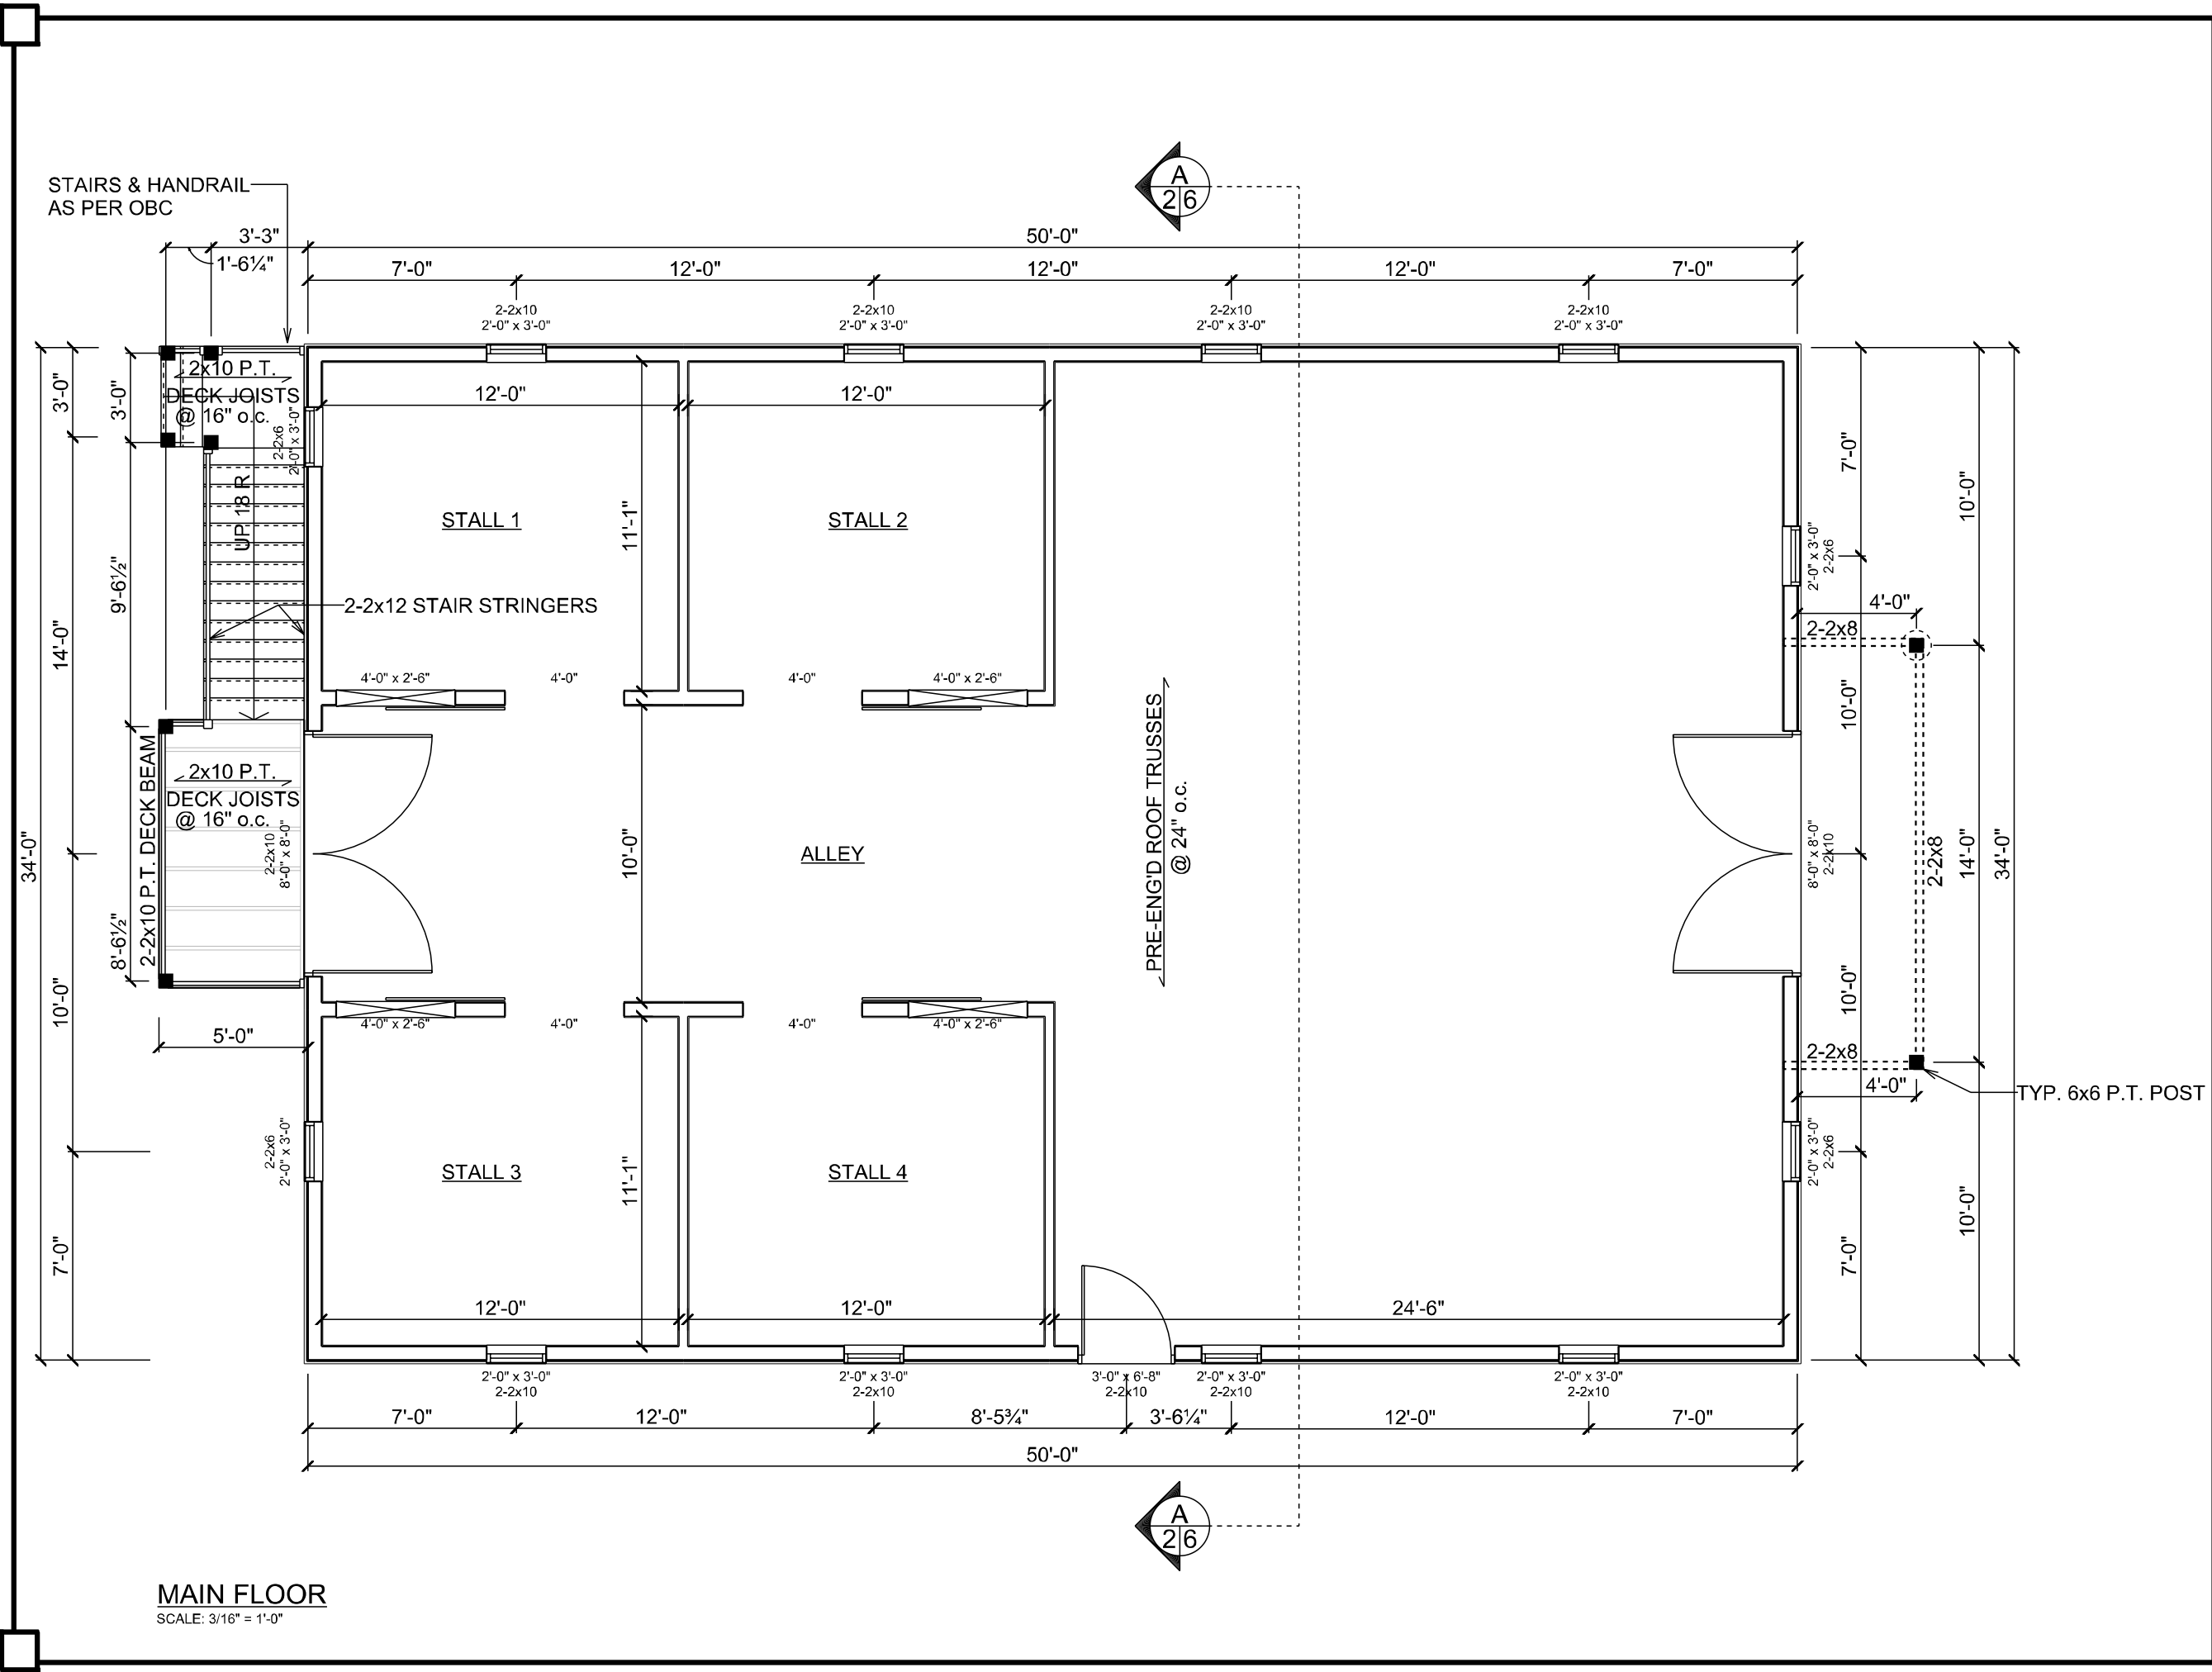 A
2 6
STAIRS & HANDRAIL
AS PER OBC
3'-3"
50'-0"
1'-6¼"
7'-0"
12'-0"
12'-0"
12'-0"
7'-0"
2-2x10
2'-0" x 3'-0"
2-2x10
2'-0" x 3'-0"
2-2x10
2'-0" x 3'-0"
2-2x10
2'-0" x 3'-0"
2x10 P.T.
DECK JOISTS
@ 16" o.c.
3'-0"
3'-0"
2-2x6
2'-0" x 3'-0"
12'-0"
12'-0"
7'-0"
10'-0"
UP 18 R
STALL 1
11'-1"
STALL 2
2'-0" x 3'-0"
2-2x6
9'-6½"
14'-0"
2-2x12 STAIR STRINGERS
4'-0"
2-2x8
4'-0" x 2'-6"
4'-0"
4'-0"
4'-0" x 2'-6"
10'-0"
2-2x10 P.T. DECK BEAM
2x10 P.T.
DECK JOISTS
@ 16" o.c.
2-2x10
8'-0" x 8'-0"
34'-0"
8'-6½"
10'-0"
ALLEY
PRE-ENG'D ROOF TRUSSES
@ 24" o.c.
8'-0" x 8'-0"
2-2x10
2-2x8
14'-0"
34'-0"
10'-0"
10'-0"
5'-0"
4'-0" x 2'-6"
4'-0"
4'-0"
4'-0" x 2'-6"
2-2x8
4'-0"
TYP. 6x6 P.T. POST
2-2x6
2'-0" x 3'-0"
STALL 3
11'-1"
STALL 4
2'-0" x 3'-0"
2-2x6
7'-0"
7'-0"
10'-0"
12'-0"
12'-0"
24'-6"
2'-0" x 3'-0"
2-2x10
2'-0" x 3'-0"
2-2x10
3'-0" x 6'-8"
2-2x10
2'-0" x 3'-0"
2-2x10
2'-0" x 3'-0"
2-2x10
7'-0"
12'-0"
8'-5¾"
3'-6¼"
12'-0"
7'-0"
50'-0"
A
2 6
MAIN FLOOR
SCALE: 3/16" = 1'-0"